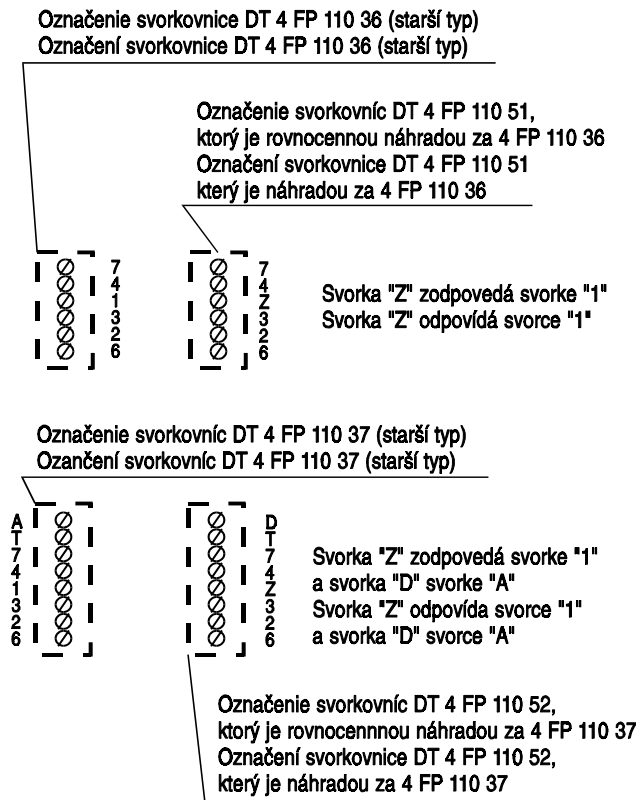 Označenie svorkovnice DT 4 FP 110 36 (starší typ)
Označení svorkovnice DT 4 FP 110 36 (starší typ)
Označenie svorkovníc DT 4 FP 110 51,
ktorý je rovnocennou náhradou za 4 FP 110 36
Označení svorkovnice DT 4 FP 110 51
který je náhradou za 4 FP 110 36
7
4
1
3
2
6
7
4
Z
3
2
6
Svorka "Z" zodpovedá svorke "1"
Svorka "Z" odpovídá svorce "1"
Označenie svorkovníc DT 4 FP 110 37 (starší typ)
Ozančení svorkovníc DT 4 FP 110 37 (starší typ)
A
T
7
4
1
3
2
6
D
T
7
4
Z
3
2
6
Svorka "Z" zodpovedá svorke "1"
a svorka "D" svorke "A"
Svorka "Z" odpovída svorce "1"
a svorka "D" svorce "A"
Označenie svorkovníc DT 4 FP 110 52,
ktorý je rovnocennnou náhradou za 4 FP 110 37
Označení svorkovnice DT 4 FP 110 52,
který je náhradou za 4 FP 110 37